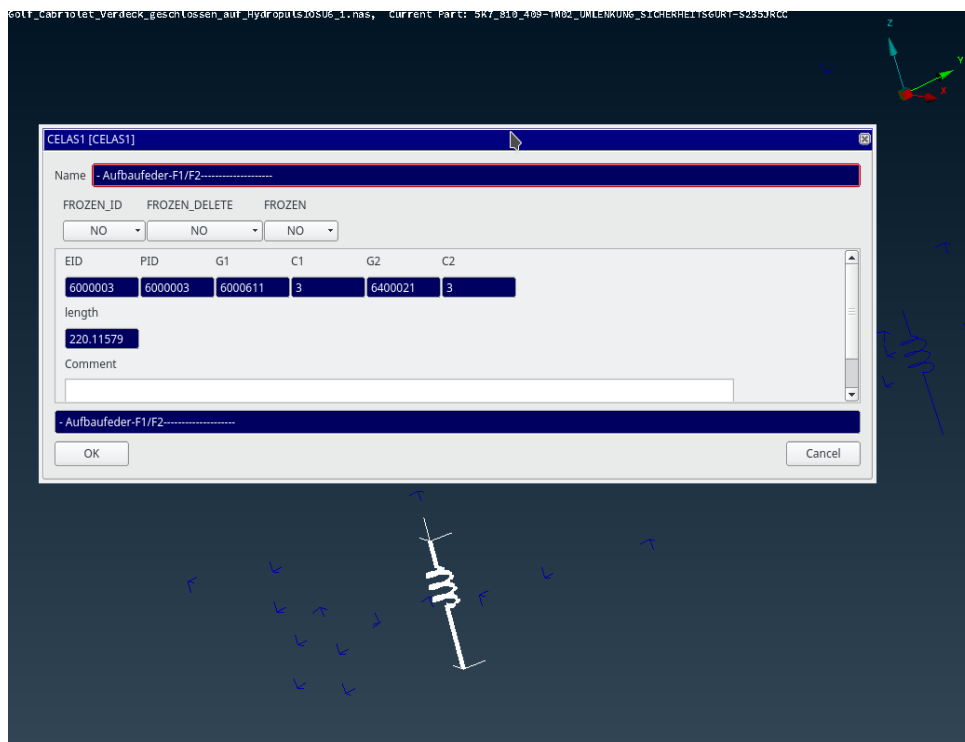 Golf_Cabriolet_Verdeck_geschlossen_auf_HydropulsIOSU6_1.nas, Current Part: 5K7_810_409-TM02_UMLENKUNG_SICHERHEITSGURT-S235JRCC
Z
Y
X
CELAS1 [CELAS1]
Name - Aufbaufeder-F1/F2--------------------
FROZEN_ID FROZEN_DELETE FROZEN
NO NO NO
EID PID G1 C1 G2 C2
6000003 6000003 6000611 3 6400021 3
length
220.11579
Comment
- Aufbaufeder-F1/F2--------------------
OK Cancel